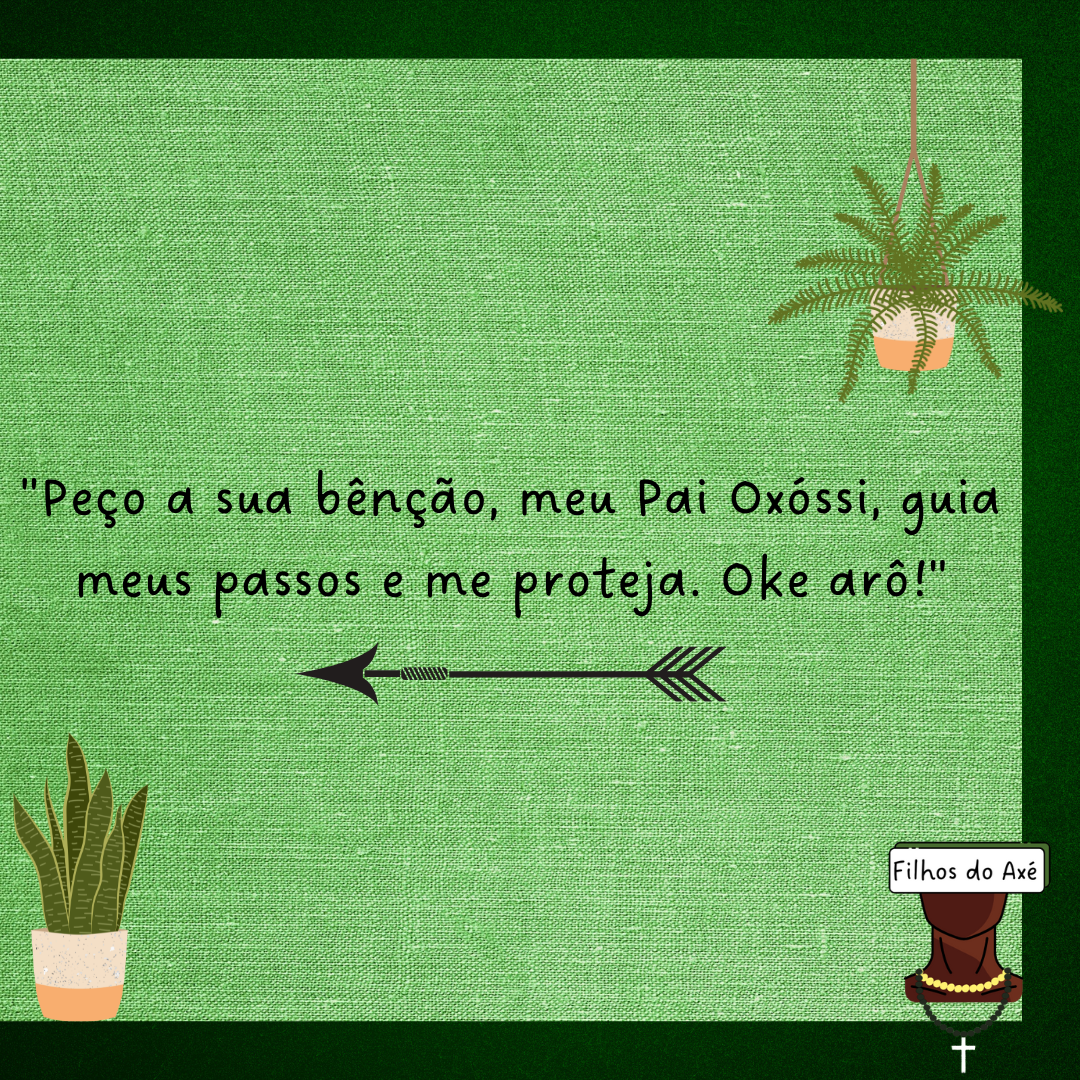 "Peço a sua bênção, meu Pai Oxóssi, guia
meus passos e me proteja. Oke arô!"
Filhos do Axé